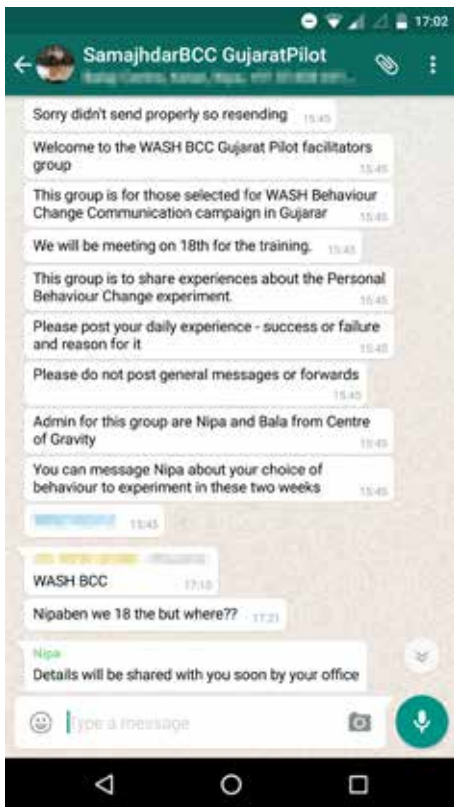 17:02
SamajhdarBCC GujaratPilot
Sorry didn't send properly so resending 15:45
Welcome to the WASH BCC Gujarat Pilot facilitators
group 15:45
This group is for those selected for WASH Behaviour
Change Communication campaign in Gujarar 15:45
We will be meeting on 18th for the training. 15:45
This group is to share experiences about the Personal
Behaviour Change experiment. 15:45
Please post your daily experience - success or failure
and reason for it 15:45
Please do not post general messages or forwards
15:45
Admin for this group are Nipa and Bala from Centre
of Gravity 15:45
You can message Nipa about your choice of
behaviour to experiment in these two weeks 15:45
15:45
WASH BCC
Nipaben we 18 the but where?? 17:21
Nipa
Details will be shared with you soon by your office
Type a message